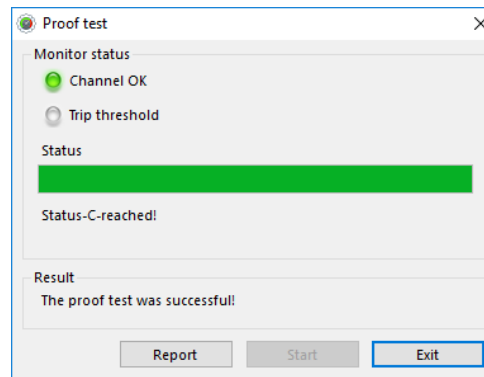 Proof test
Monitor status
Channel OK
Trip threshold
Status
Status-C-reached!
Result
The proof test was successful!
Report Start Exit